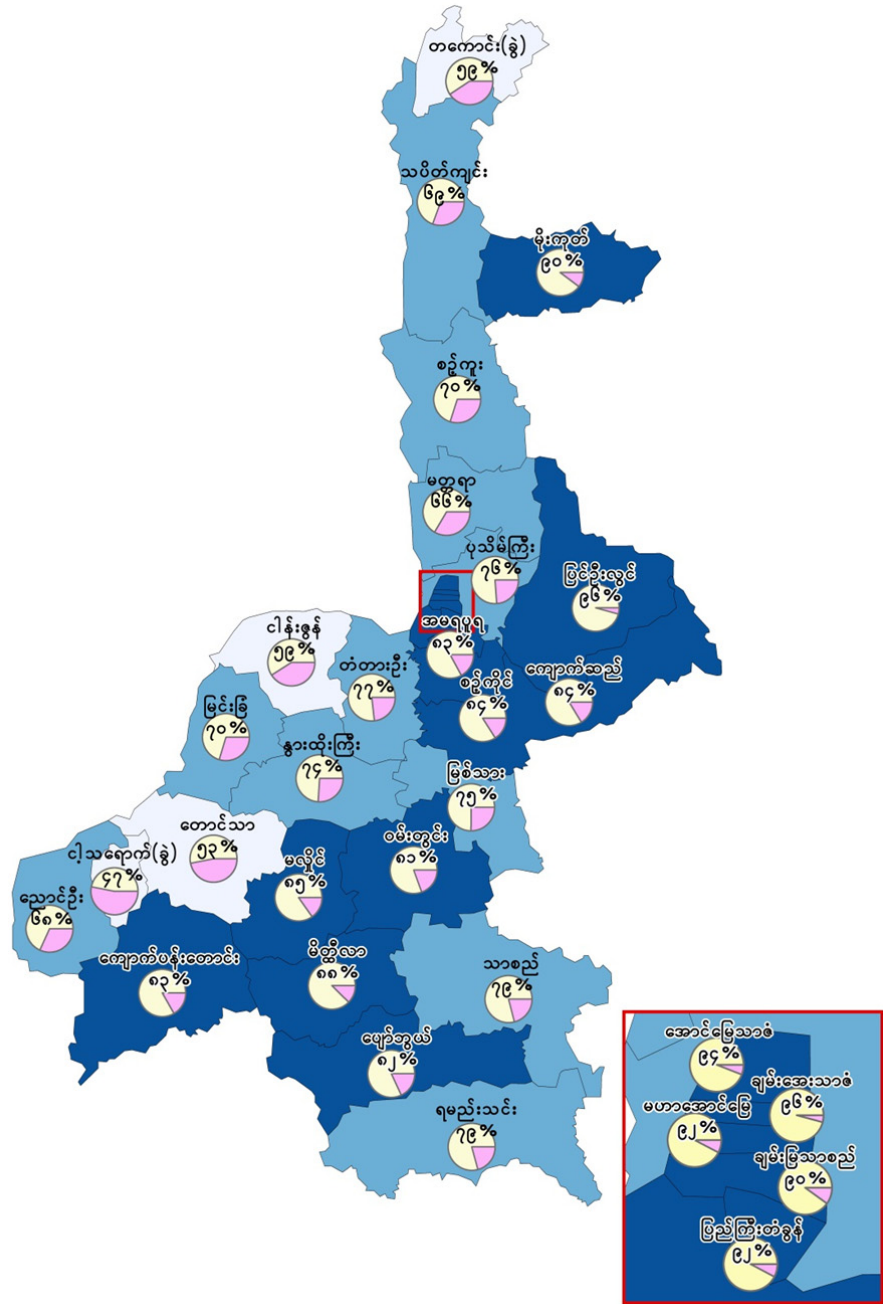 တကောင်း(ခွဲ)
၅၉%
သပိတ်ကျင်း
၆၉%
မိုးကုတ်
၉၀%
စဉ့်ကူး
၇၀%
မတ္တရာ
၆၆%
ပုသိမ်ကြီး
၇၆%
ပြင်ဦးလွင်
၉၆%
အမရပူရ
၈၃%
ငါန်းဇွန်
၅၉%
တံတားဦး
၇၇%
စဉ့်ကိုင်
၈၄%
ကျောက်ဆည်
၈၄%
မြင်းခြံ
၇၀%
နွားထိုးကြီး
၇၄%
မြစ်သား
၇၅%
တောင်သာ
၅၃%
ဝမ်းတွင်း
၈၁%
ငါ့သရောက်(ခွဲ)
၄၇%
မလှိုင်
၈၅%
ညောင်ဦး
၆၈%
ကျောက်ပန်းတောင်း
၈၃%
မိတ္ထီလာ
၈၈%
သာစည်
၇၉%
ပျော်ဘွယ်
၈၂%
ရမည်းသင်း
၇၉%
အောင်မြေသာဇံ
၉၄%
ချမ်းအေးသာဇံ
၉၆%
မဟာအောင်မြေ
၉၂%
ချမ်းမြသာစည်
၉၀%
ပြည်ကြီးတံခွန်
၉၂%